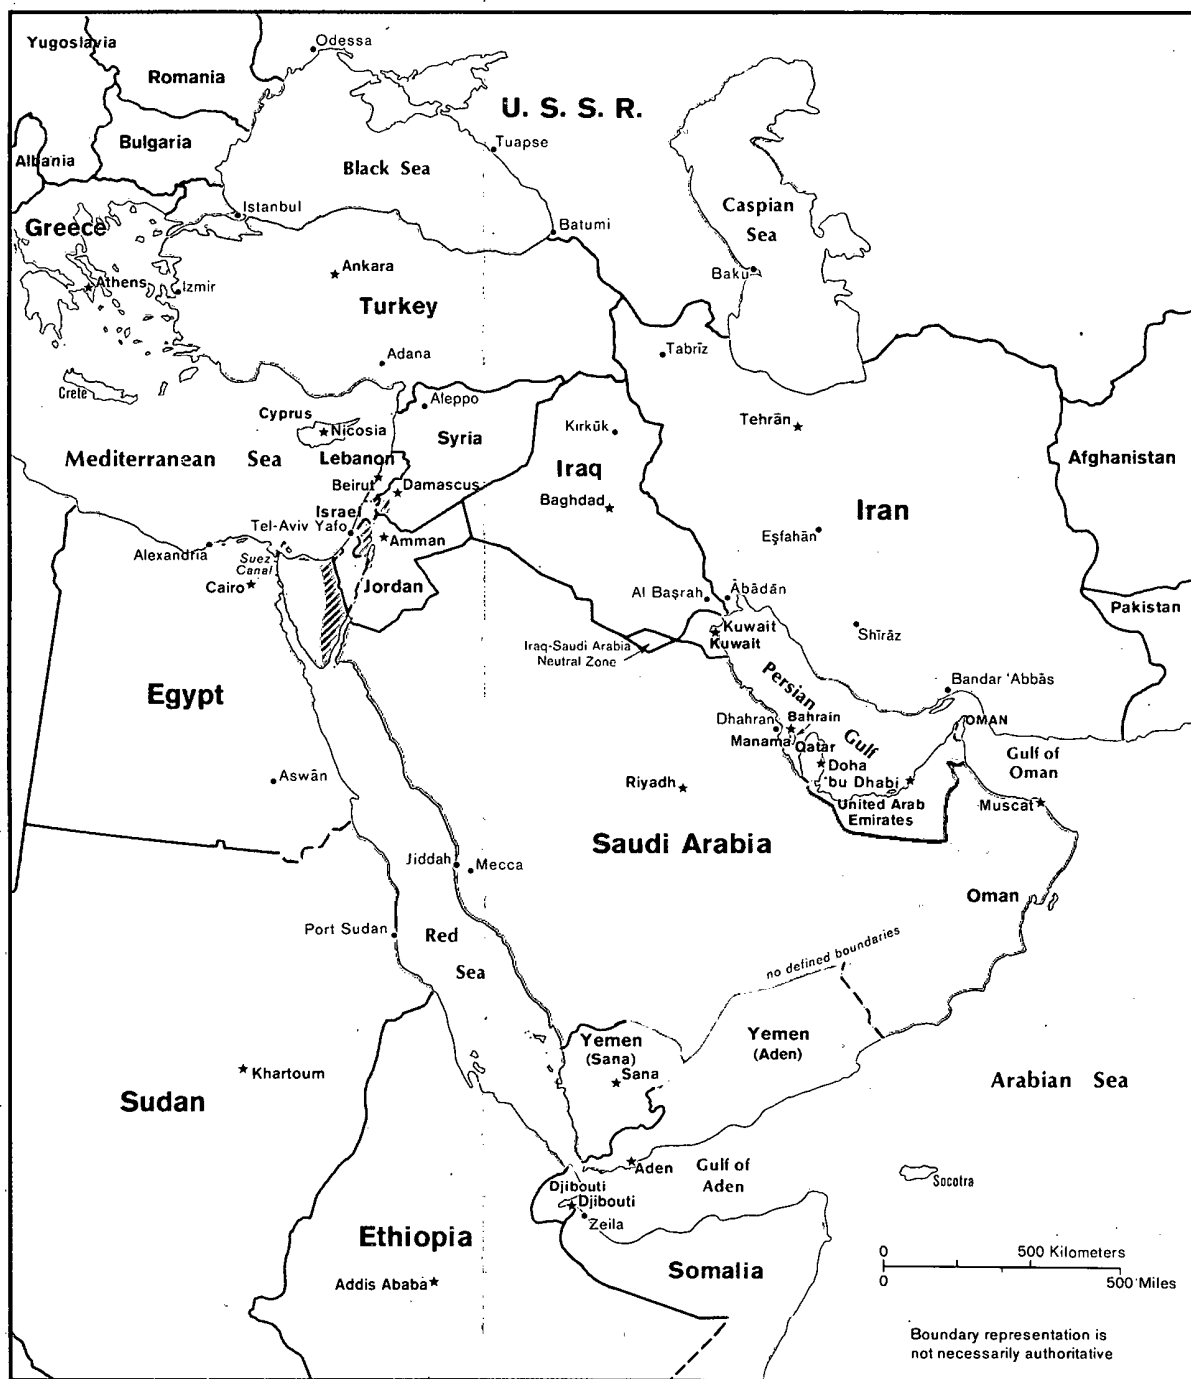 Odessa
Yugoslavia
Romania
U. S. S. R.
Bulgaria
Tuapse
Albania
Black Sea
Istanbul
Caspian
Sea
Greece
Batumi
Ankara
Baku
Athens
Izmir
Turkey
Tabrīz
Adana
Crete
Aleppo
Cyprus
Nicosia
Syria
Kirkūk
Tehrān
Mediterranean Sea
Lebanon
Iraq
Afghanistan
Beirut
Damascus
Baghdad
Israel
Iran
Tel-Aviv Yafo
Amman
Eşfahān
Alexandria
Suez
Canal
Cairo
Jordan
Al Başrah
Ābādān
Pakistan
Kuwait
Kuwait
Shīrāz
Iraq-Saudi Arabia
Neutral Zone
Persian
Gulf
Bandar 'Abbās
Egypt
Dhahran
Bahrain
OMAN
Manama
Qatar
Gulf of
Oman
Doha
Aswān
Riyadh
'bu Dhabi
United Arab
Emirates
Muscat
Saudi Arabia
Jiddah
Mecca
Oman
Port Sudan
Red
Sea
no defined boundaries
Yemen
(Sana)
Sana
Yemen
(Aden)
Khartoum
Arabian Sea
Sudan
Aden
Gulf of
Aden
Socotra
Djibouti
Djibouti
Zeila
Ethiopia
Somalia
Addis Ababa
0 500 Kilometers
0 500 Miles
Boundary representation is
not necessarily authoritative